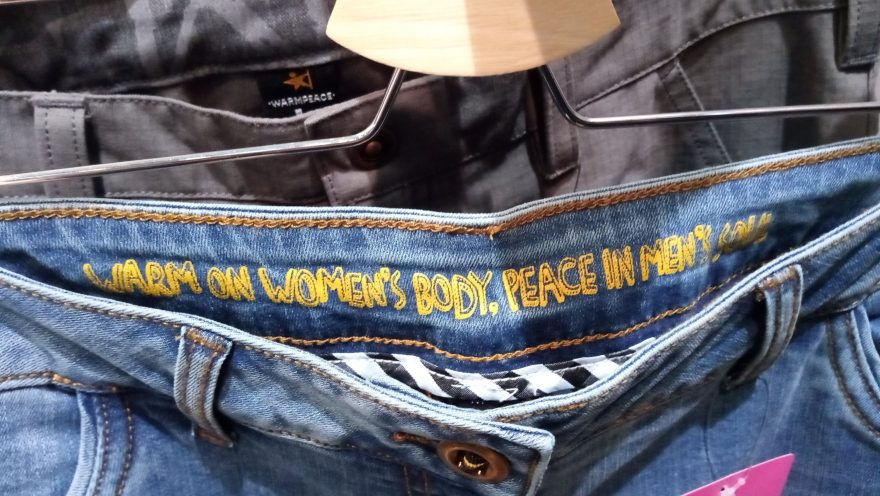 ·WARMPEACE·
WARM ON WOMEN'S BODY, PEACE IN MEN'S SOUL